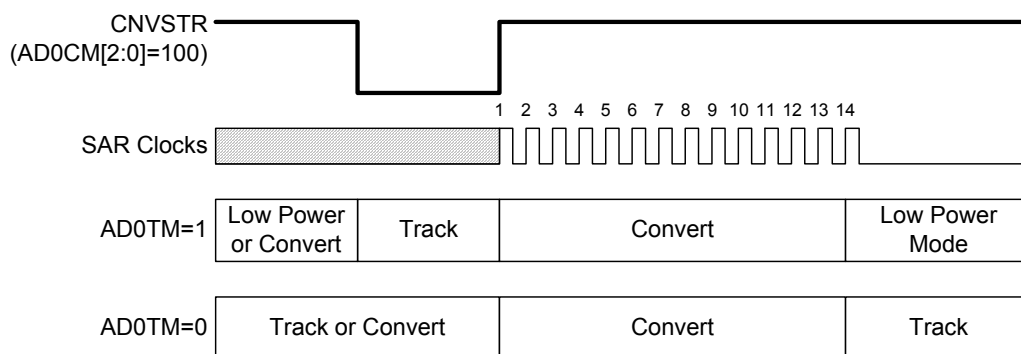 CNVSTR
(AD0CM[2:0]=100)
1 2 3 4 5 6 7 8 9 10 11 12 13 14
SAR Clocks
AD0TM=1
Low Power
or Convert
Track
Convert
Low Power
Mode
AD0TM=0
Track or Convert
Convert
Track